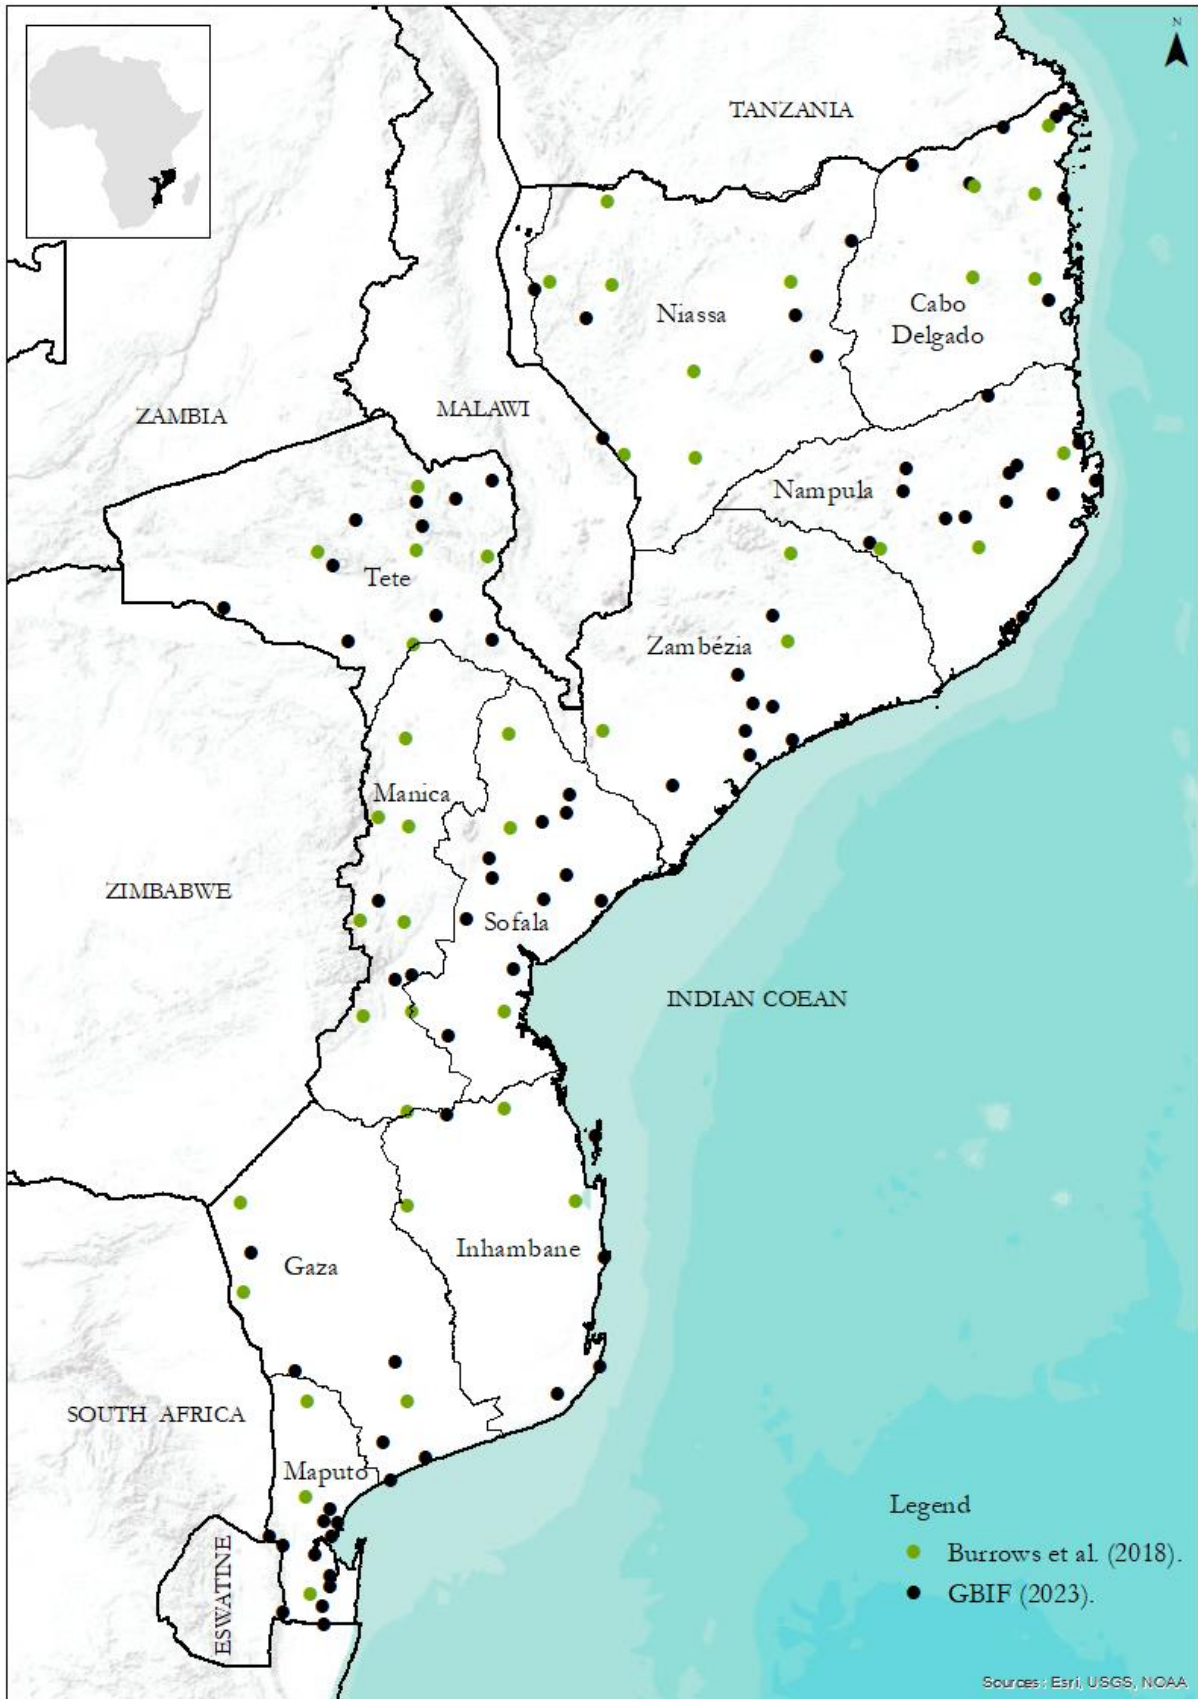 N
TANZANIA
Niassa
Cabo
Delgado
ZAMBIA
MALAWI
Nampula
Tete
Zambézia
Manica
ZIMBABWE
Sofala
INDIAN COEAN
Inhambane
Gaza
SOUTH AFRICA
Maputo
ESWATINE
Legend
Burrows et al. (2018).
GBIF (2023).
Sources: Esri, USGS, NOAA